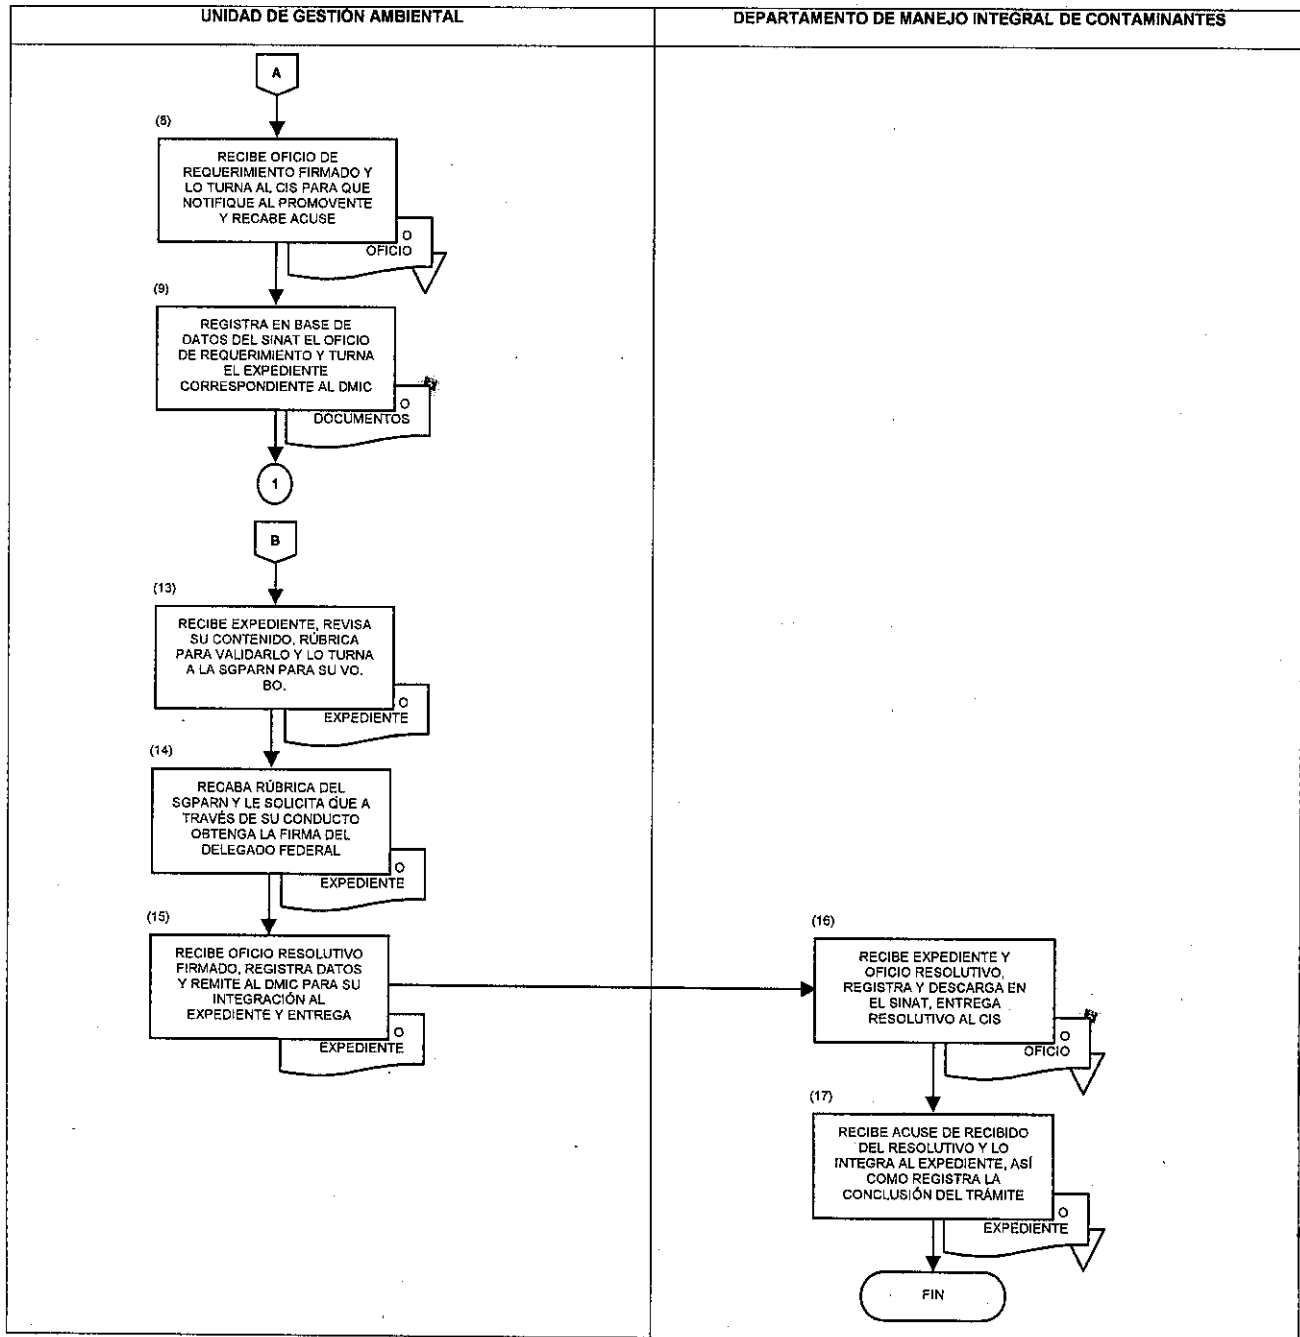 UNIDAD DE GESTIÓN AMBIENTAL
DEPARTAMENTO DE MANEJO INTEGRAL DE CONTAMINANTES
A
(8)
RECIBE OFICIO DE
REQUERIMIENTO FIRMADO Y
LO TURNA AL CIS PARA QUE
NOTIFIQUE AL PROMOVENTE
Y RECABE ACUSE
O
OFICIO
(9)
REGISTRA EN BASE DE
DATOS DEL SINAT EL OFICIO
DE REQUERIMIENTO Y TURNA
EL EXPEDIENTE
CORRESPONDIENTE AL DMIC
O
DOCUMENTOS
1
B
(13)
RECIBE EXPEDIENTE, REVISA
SU CONTENIDO, RÚBRICA
PARA VALIDARLO Y LO TURNA
A LA SGPARN PARA SU VO.
BO.
O
EXPEDIENTE
(14)
RECABA RÚBRICA DEL
SGPARN Y LE SOLICITA QUE A
TRAVÉS DE SU CONDUCTO
OBTENGA LA FIRMA DEL
DELEGADO FEDERAL
O
EXPEDIENTE
(15)
RECIBE OFICIO RESOLUTIVO
FIRMADO, REGISTRA DATOS
Y REMITE AL DMIC PARA SU
INTEGRACIÓN AL
EXPEDIENTE Y ENTREGA
O
EXPEDIENTE
(16)
RECIBE EXPEDIENTE Y
OFICIO RESOLUTIVO,
REGISTRA Y DESCARGA EN
EL SINAT, ENTREGA
RESOLUTIVO AL CIS
O
OFICIO
(17)
RECIBE ACUSE DE RECIBIDO
DEL RESOLUTIVO Y LO
INTEGRA AL EXPEDIENTE, ASÍ
COMO REGISTRA LA
CONCLUSIÓN DEL TRÁMITE
O
EXPEDIENTE
FIN